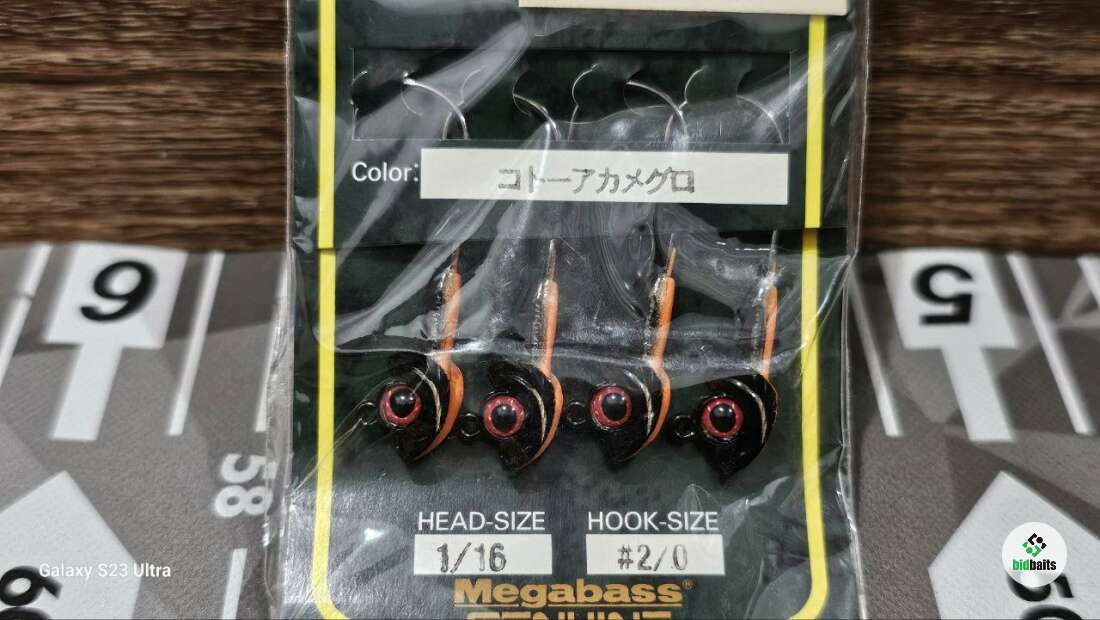 Color:
コトーアカメグロ
6
5
58
HEAD-SIZE
HOOK-SIZE
1/16
#2/0
Megabass®
GENUINE
Galaxy S23 Ultra
bidbaits